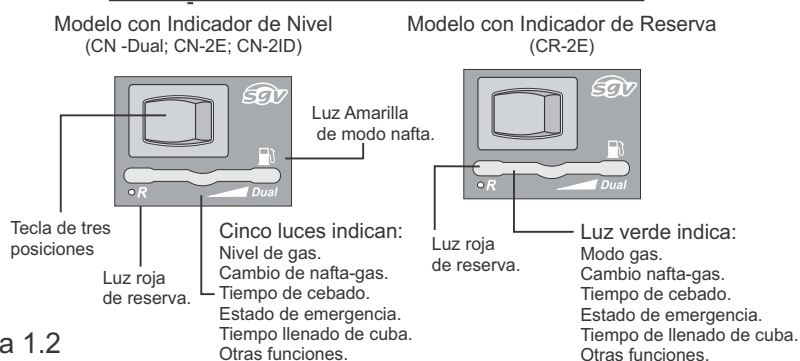 Modelo con Indicador de Nivel
(CN -Dual; CN-2E; CN-2ID)
sgv
R
Dual
Luz Amarilla
de modo nafta.
Tecla de tres
posiciones
Luz roja
de reserva.
Cinco luces indican:
Nivel de gas.
Cambio de nafta-gas.
Tiempo de cebado.
Estado de emergencia.
Tiempo llenado de cuba.
Otras funciones.
Modelo con Indicador de Reserva
(CR-2E)
sgv
R
Dual
Luz roja
de reserva.
Luz verde indica:
Modo gas.
Cambio nafta-gas.
Tiempo de cebado.
Estado de emergencia.
Tiempo de llenado de cuba.
Otras funciones.
a 1.2